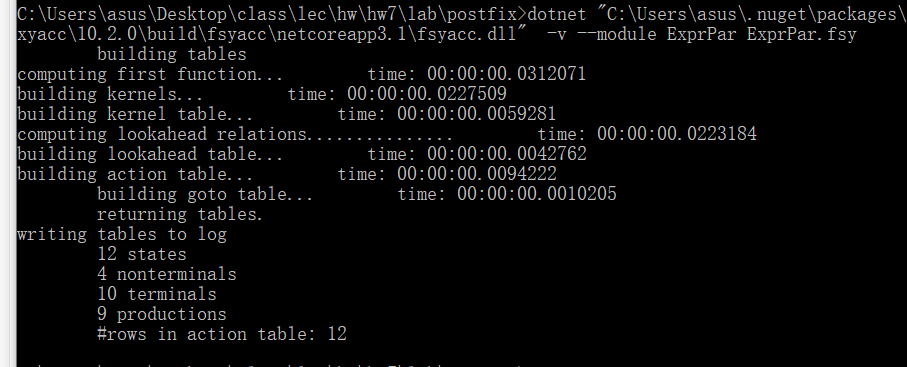 C:\Users\asus\Desktop\class\lec\hw\hw7\lab\postfix>dotnet "C:\Users\asus\.nuget\packages\
xyacc\10.2.0\build\fsyacc\netcoreapp3.1\fsyacc.dll"  -v --module ExprPar ExprPar.fsy
        building tables
computing first function...        time: 00:00:00.0312071
building kernels...        time: 00:00:00.0227509
building kernel table...        time: 00:00:00.0059281
computing lookahead relations...............        time: 00:00:00.0223184
building lookahead table...        time: 00:00:00.0042762
building action table...        time: 00:00:00.0094222
        building goto table...        time: 00:00:00.0010205
        returning tables.
writing tables to log
        12 states
        4 nonterminals
        10 terminals
        9 productions
        #rows in action table: 12